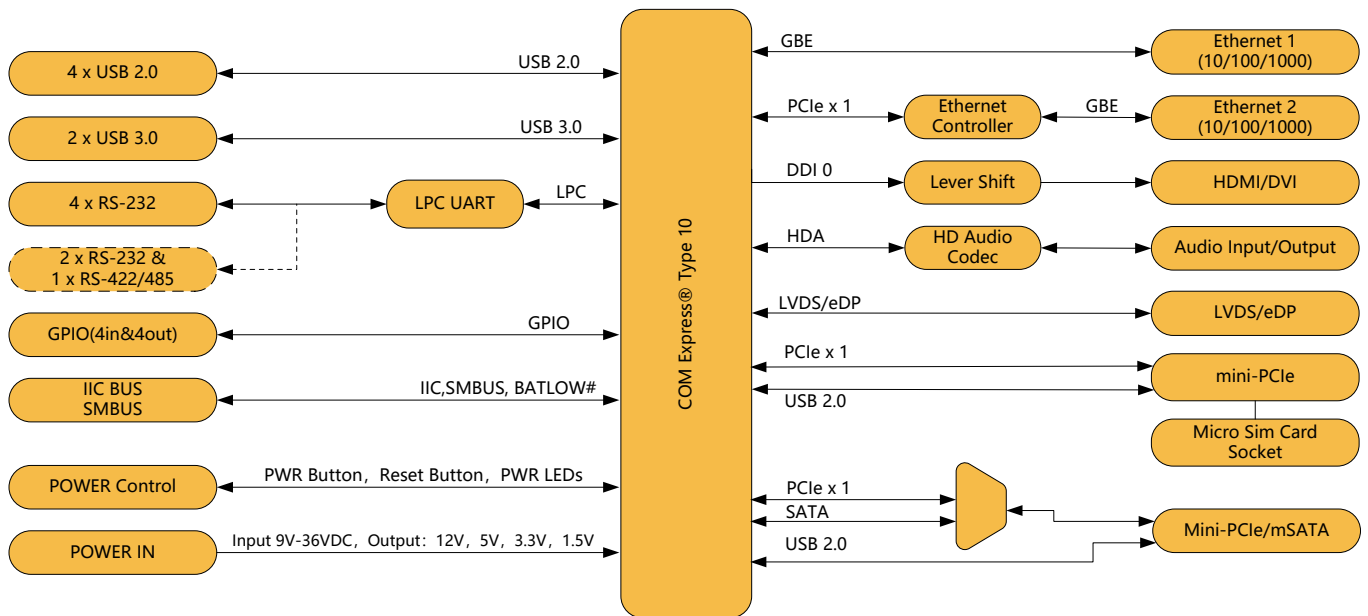 4 x USB 2.0
USB 2.0
2 x USB 3.0
USB 3.0
4 x RS-232
LPC UART
LPC
2 x RS-232 &
1 x RS-422/485
GPIO(4in&4out)
GPIO
IIC BUS
SMBUS
IIC,SMBUS, BATLOW#
POWER Control
PWR Button，Reset Button，PWR LEDs
POWER IN
Input 9V-36VDC，Output：12V，5V，3.3V，1.5V
COM Express® Type 10
GBE
Ethernet 1
(10/100/1000)
PCIe x 1
Ethernet
Controller
GBE
Ethernet 2
(10/100/1000)
DDI 0
Lever Shift
HDMI/DVI
HDA
HD Audio
Codec
Audio Input/Output
LVDS/eDP
LVDS/eDP
PCIe x 1
USB 2.0
mini-PCIe
Micro Sim Card
Socket
PCIe x 1
SATA
USB 2.0
Mini-PCIe/mSATA